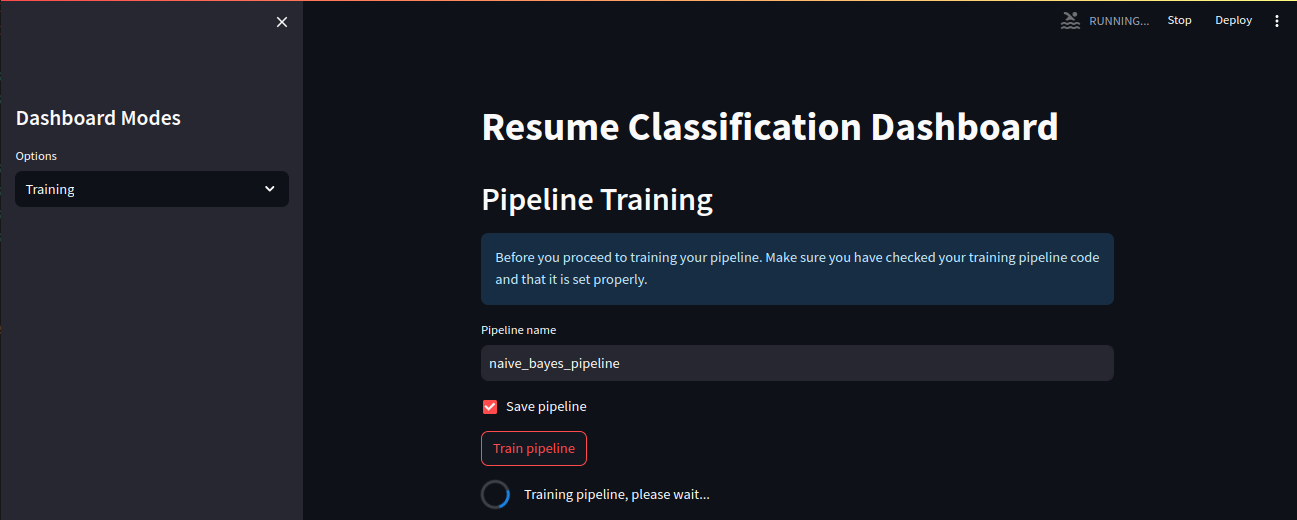 RUNNING...
Stop
Deploy
Dashboard Modes
Options
Training
Resume Classification Dashboard
Pipeline Training
Before you proceed to training your pipeline. Make sure you have checked your training pipeline code
and that it is set properly.
Pipeline name
naive_bayes_pipeline
Save pipeline
Train pipeline
Training pipeline, please wait...